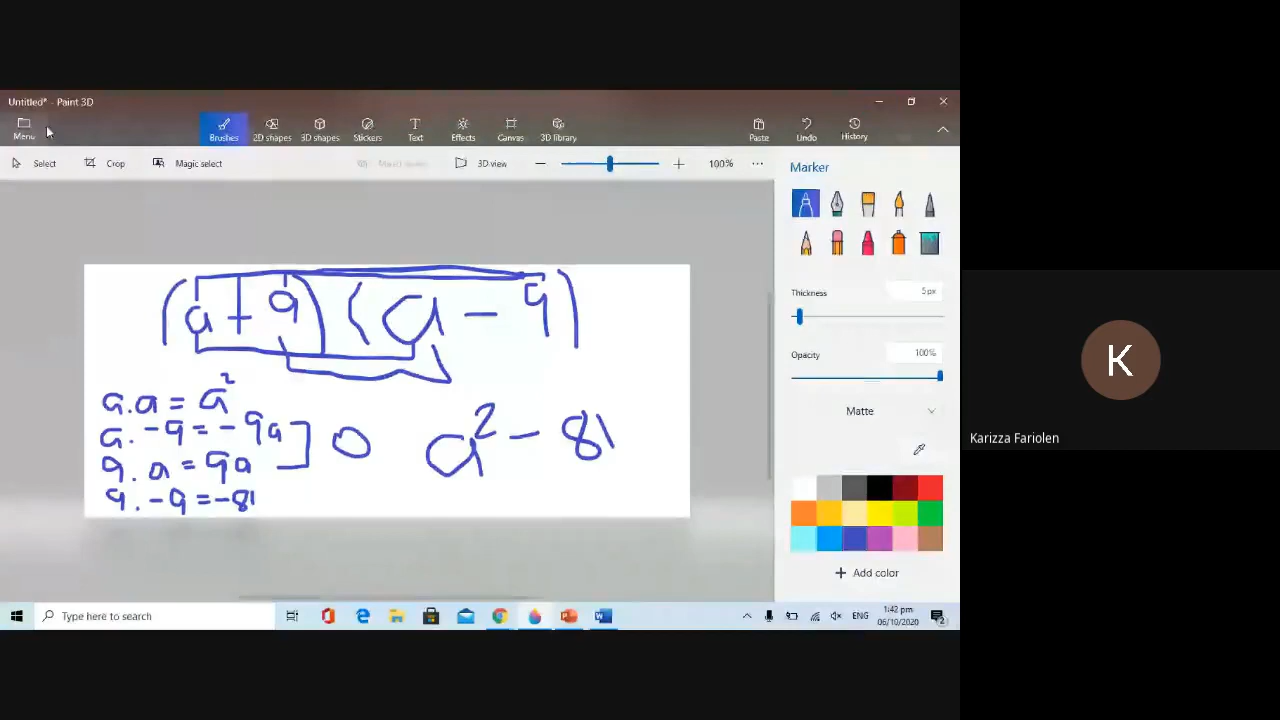 Untitled* - Paint 3D
Menu
Brushes
2D shapes
3D shapes
Stickers
Text
Effects
Canvas
3D library
Paste
Undo
History
Select
Crop
Magic select
3D view
100%
Marker
Thickness
5px
Opacity
100%
Matte
Add color
(a + 9) (a - 9)
a . a = a²
a . -9 = -9a
9 . a = 9a
9 . -9 = -81
0
a² - 81
K
Karizza Fariolen
Type here to search
ENG
1:42 pm
06/10/2020
2